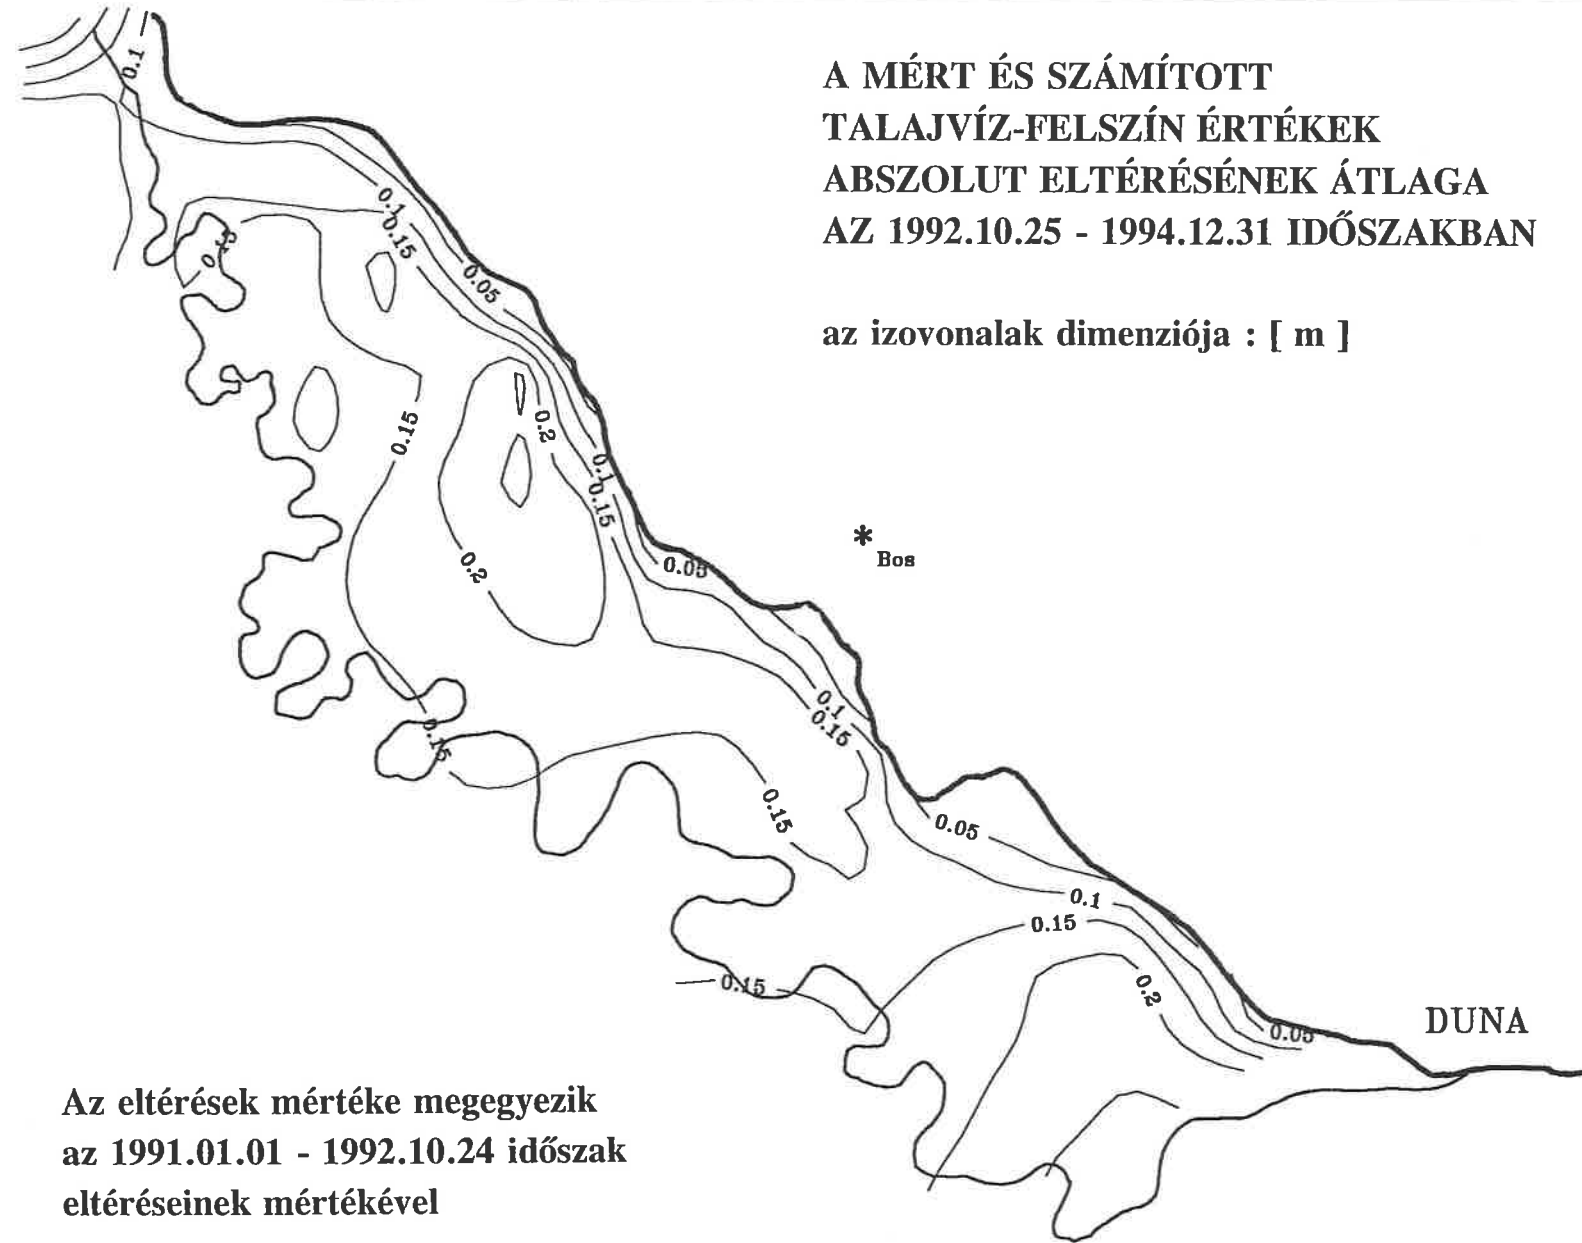 A MÉRT ÉS SZÁMÍTOTT
TALAJVÍZ-FELSZÍN ÉRTÉKEK
ABSZOLUT ELTÉRÉSÉNEK ÁTLAGA
AZ 1992.10.25 - 1994.12.31 IDŐSZAKBAN
az izovonalak dimenziója : [ m ]
0.1
0.1
0.15
0.15
0.05
0.15
0.2
0.1
0.15
0.2
0.05
* Bos
0.1
0.15
0.15
0.15
0.05
0.1
0.15
0.15
0.2
0.05
DUNA
Az eltérések mértéke megegyezik
az 1991.01.01 - 1992.10.24 időszak
eltéréseinek mértékével